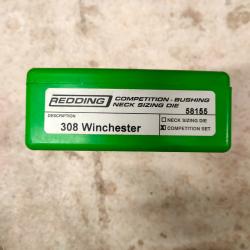 REDDING COMPETITION - BUSHING
NECK SIZING DIE
58155
DESCRIPTION
308 Winchester
☐ NECK SIZING DIE
☒ COMPETITION SET